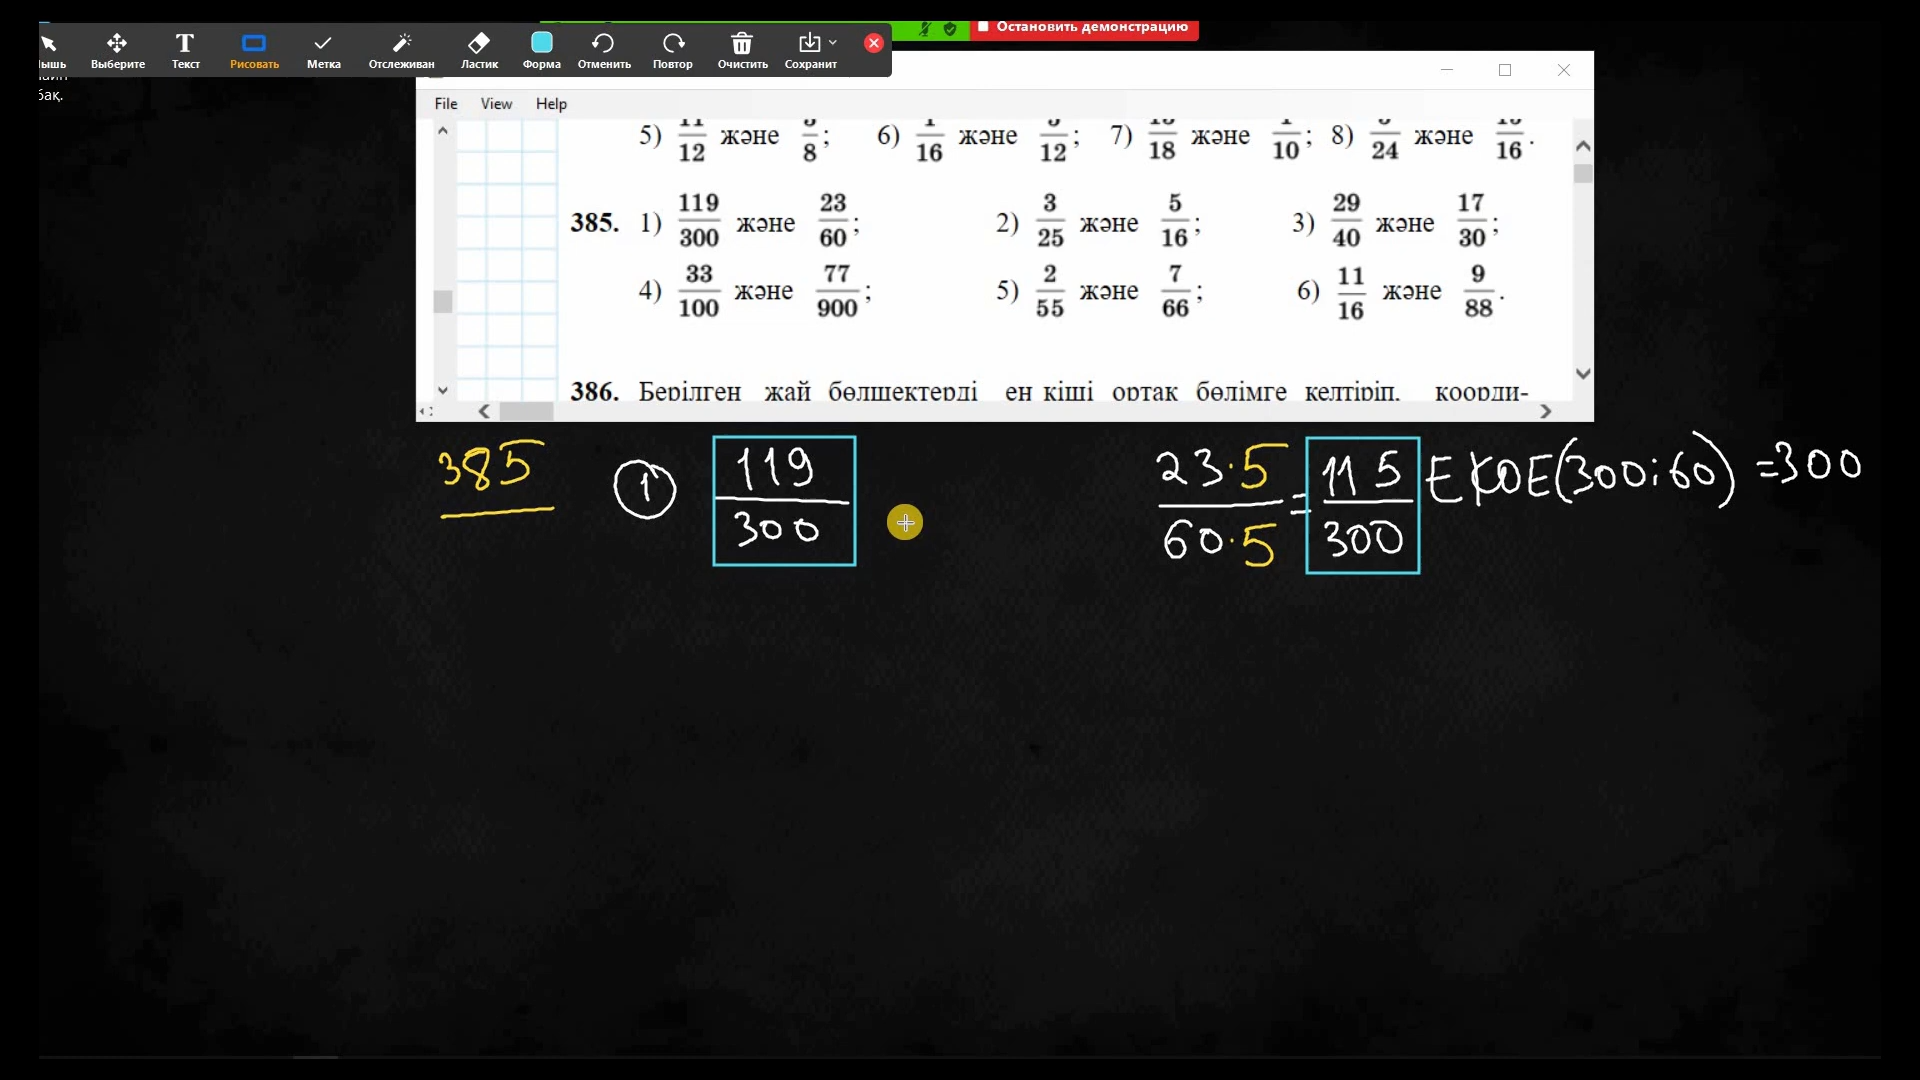 Остановить демонстрацию
Выберите Текст Рисовать Метка Отслеживан Ластик Форма Отменить Повтор Очистить Сохранит
бақ.
File View Help
5) 11/12 және /8; 6) 1/16 және /12; 7) /18 және 1/10; 8) /24 және /16.
385. 1) 119/300 және 23/60; 2) 3/25 және 5/16; 3) 29/40 және 17/30;
4) 33/100 және 77/900; 5) 2/55 және 7/66; 6) 11/16 және 9/88.
386. Берілген жай бөлшектерді ең кіші ортақ бөлімге келтіріп, коорди-
385 1 119/300 23·5/60·5 = 115/300 ЕКОЕ(300;60) =300